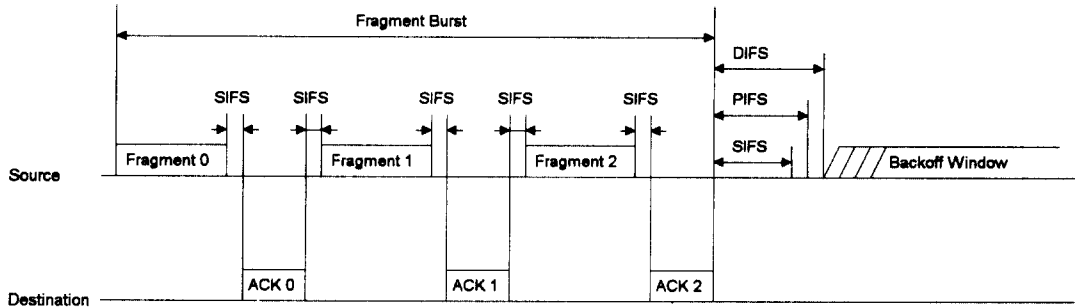 Fragment Burst
DIFS
SIFS SIFS SIFS SIFS SIFS
PIFS
SIFS
Fragment 0 Fragment 1 Fragment 2
Backoff Window
Source
ACK 0 ACK 1 ACK 2
Destination